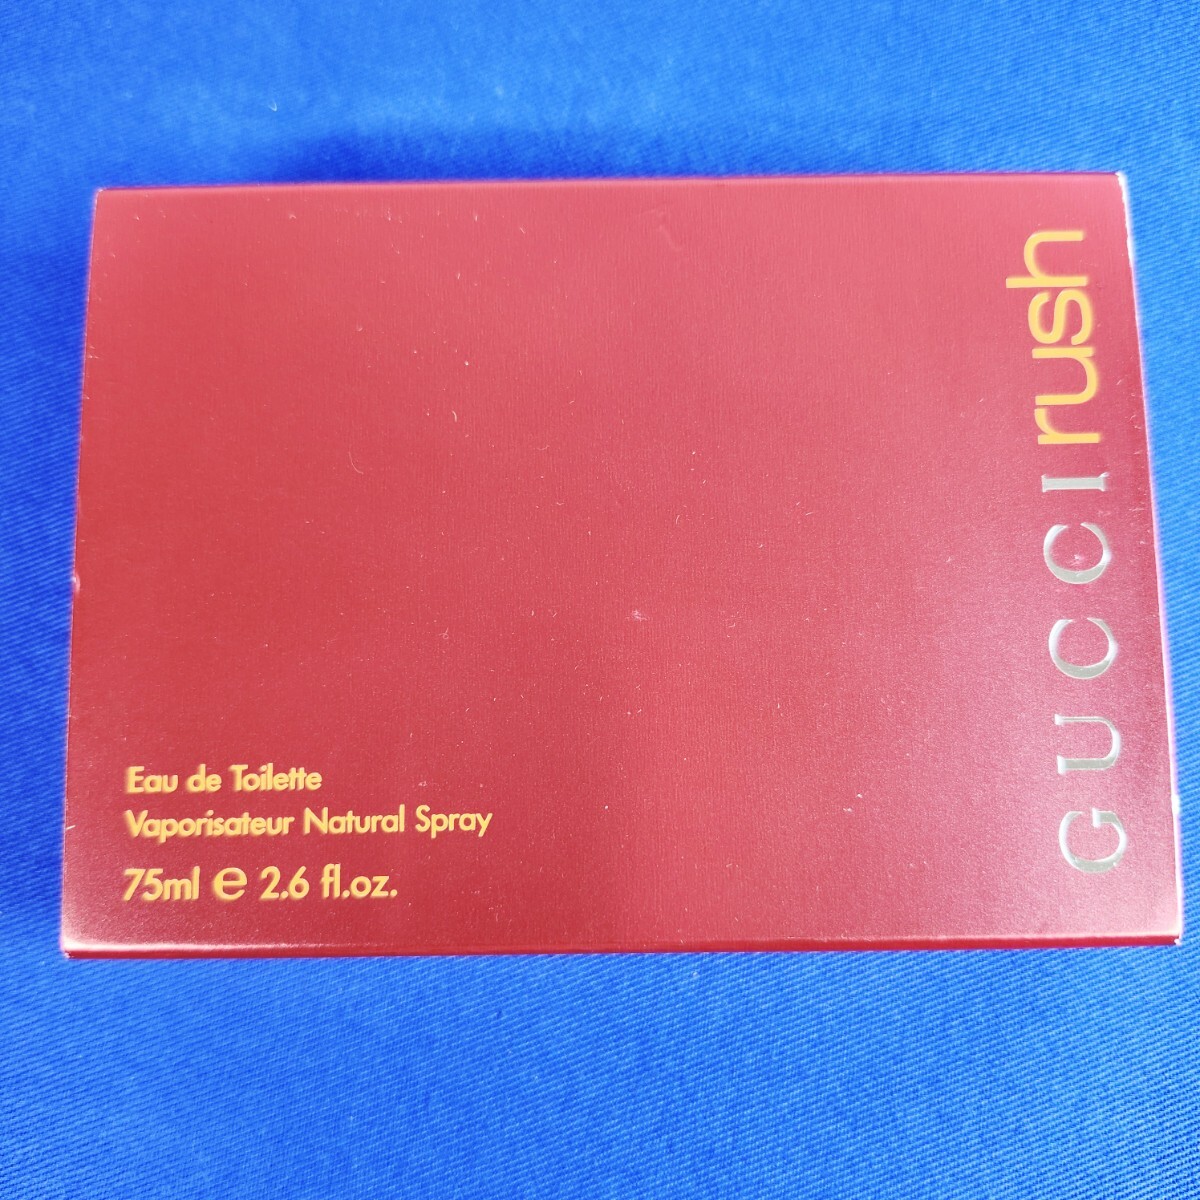 GUCCI rush
Eau de Toilette
Vaporisateur Natural Spray
75ml e 2.6 fl.oz.